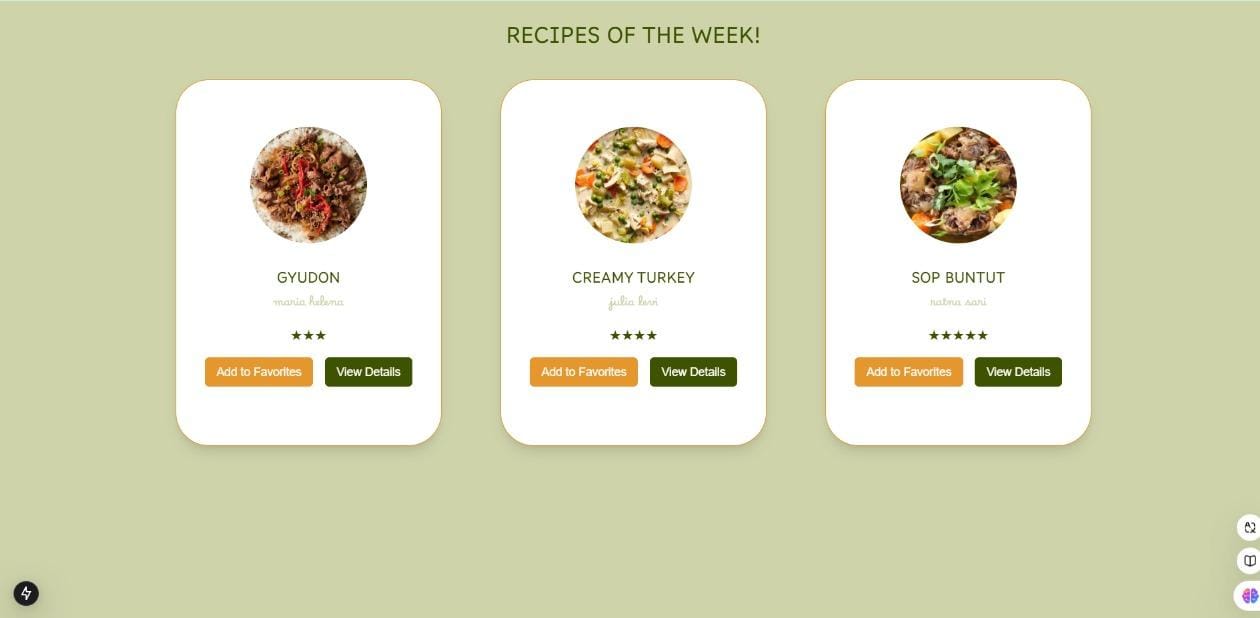 RECIPES OF THE WEEK!
GYUDON
maria helena
★★★
Add to Favorites View Details
CREAMY TURKEY
julia levi
★★★★
Add to Favorites View Details
SOP BUNTUT
ratna sari
★★★★★
Add to Favorites View Details